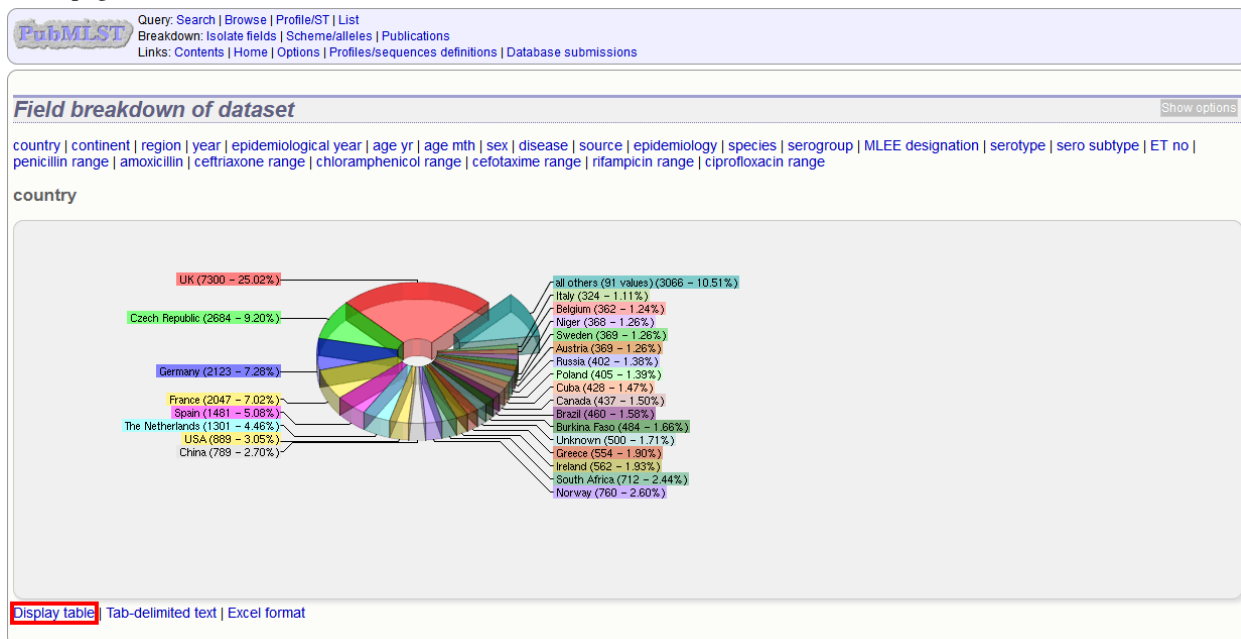 PubMLST
Query: Search | Browse | Profile/ST | List
Breakdown: Isolate fields | Scheme/alleles | Publications
Links: Contents | Home | Options | Profiles/sequences definitions | Database submissions
Field breakdown of dataset
Show options
country | continent | region | year | epidemiological year | age yr | age mth | sex | disease | source | epidemiology | species | serogroup | MLEE designation | serotype | sero subtype | ET no |
penicillin range | amoxicillin | ceftriaxone range | chloramphenicol range | cefotaxime range | rifampicin range | ciprofloxacin range
country
UK (7300 - 25.02%)
Czech Republic (2684 - 9.20%)
Germany (2123 - 7.28%)
France (2047 - 7.02%)
Spain (1481 - 5.08%)
The Netherlands (1301 - 4.46%)
USA (889 - 3.05%)
China (789 - 2.70%)
all others (91 values) (3066 - 10.51%)
Italy (324 - 1.11%)
Belgium (362 - 1.24%)
Niger (368 - 1.26%)
Sweden (369 - 1.26%)
Austria (369 - 1.26%)
Russia (402 - 1.38%)
Poland (405 - 1.39%)
Cuba (428 - 1.47%)
Canada (437 - 1.50%)
Brazil (460 - 1.58%)
Burkina Faso (484 - 1.66%)
Unknown (500 - 1.71%)
Greece (554 - 1.90%)
Ireland (562 - 1.93%)
South Africa (712 - 2.44%)
Norway (760 - 2.60%)
Display table | Tab-delimited text | Excel format